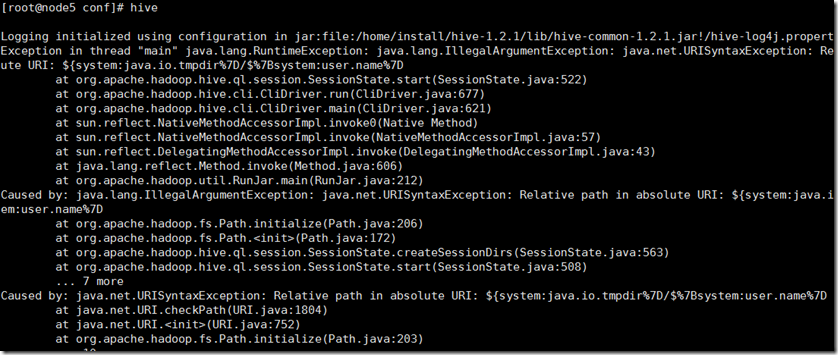 [root@node5 conf]# hive
Logging initialized using configuration in jar:file:/home/install/hive-1.2.1/lib/hive-common-1.2.1.jar!/hive-log4j.propert
Exception in thread "main" java.lang.RuntimeException: java.lang.IllegalArgumentException: java.net.URISyntaxException: Re
ute URI: ${system:java.io.tmpdir%7D/$%7Bsystem:user.name%7D
at org.apache.hadoop.hive.ql.session.SessionState.start(SessionState.java:522)
at org.apache.hadoop.hive.cli.CliDriver.run(CliDriver.java:677)
at org.apache.hadoop.hive.cli.CliDriver.main(CliDriver.java:621)
at sun.reflect.NativeMethodAccessorImpl.invoke0(Native Method)
at sun.reflect.NativeMethodAccessorImpl.invoke(NativeMethodAccessorImpl.java:57)
at sun.reflect.DelegatingMethodAccessorImpl.invoke(DelegatingMethodAccessorImpl.java:43)
at java.lang.reflect.Method.invoke(Method.java:606)
at org.apache.hadoop.util.RunJar.main(RunJar.java:212)
Caused by: java.lang.IllegalArgumentException: java.net.URISyntaxException: Relative path in absolute URI: ${system:java.i
em:user.name%7D
at org.apache.hadoop.fs.Path.initialize(Path.java:206)
at org.apache.hadoop.fs.Path.<init>(Path.java:172)
at org.apache.hadoop.hive.ql.session.SessionState.createSessionDirs(SessionState.java:563)
at org.apache.hadoop.hive.ql.session.SessionState.start(SessionState.java:508)
... 7 more
Caused by: java.net.URISyntaxException: Relative path in absolute URI: ${system:java.io.tmpdir%7D/$%7Bsystem:user.name%7D
at java.net.URI.checkPath(URI.java:1804)
at java.net.URI.<init>(URI.java:752)
at org.apache.hadoop.fs.Path.initialize(Path.java:203)